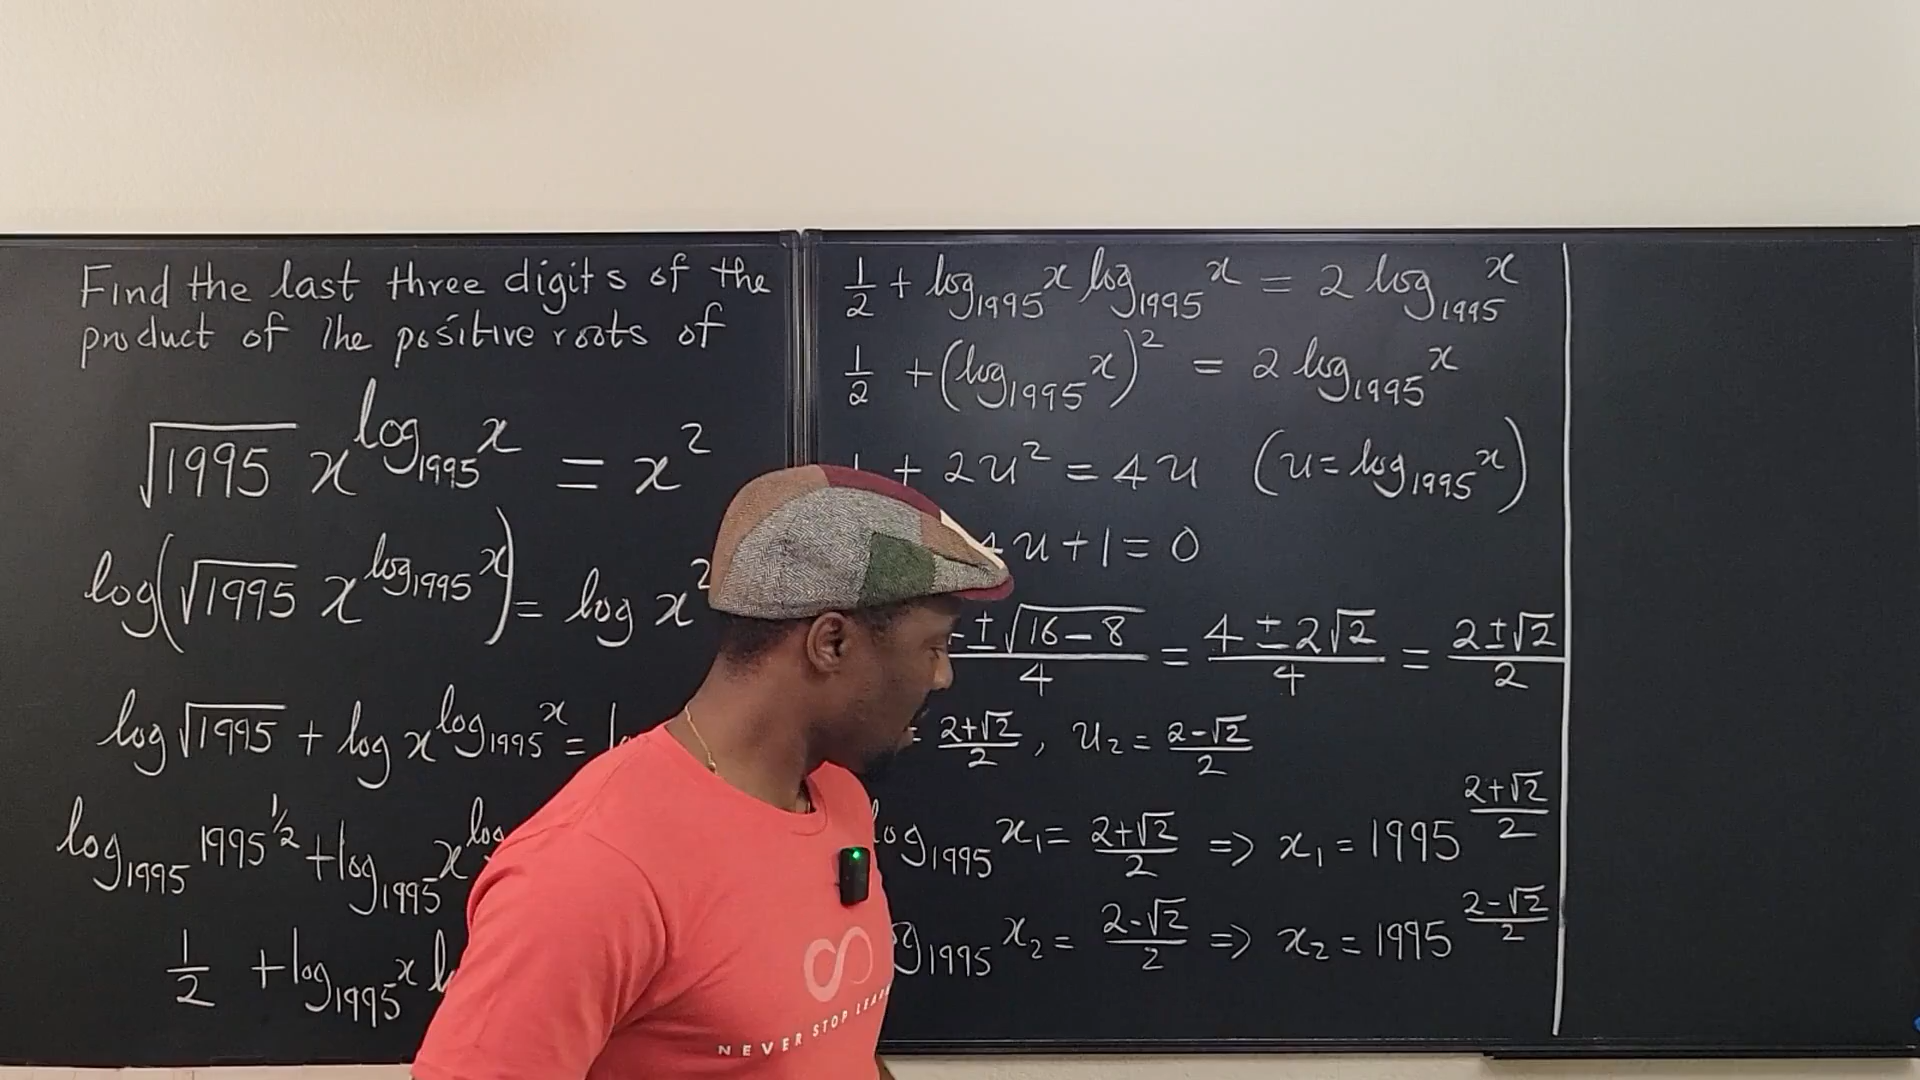 Find the last three digits of the
product of the positive roots of
√1995 x^(log_1995 x) = x²
log(√1995 x^(log_1995 x)) = log x²
log √1995 + log x^(log_1995 x) =
log_1995 1995^(1/2) + log_1995 x^(log
1/2 + log_1995 x
1/2 + log_1995 x log_1995 x = 2 log_1995 x
1/2 + (log_1995 x)² = 2 log_1995 x
+ 2u² = 4u (u = log_1995 x)
4u + 1 = 0
± √(16 - 8) / 4 = (4 ± 2√2) / 4 = (2 ± √2) / 2
= (2+√2)/2 , u₂ = (2-√2)/2
log_1995 x₁ = (2+√2)/2 => x₁ = 1995^((2+√2)/2)
og_1995 x₂ = (2-√2)/2 => x₂ = 1995^((2-√2)/2)
NEVER STOP LEAR